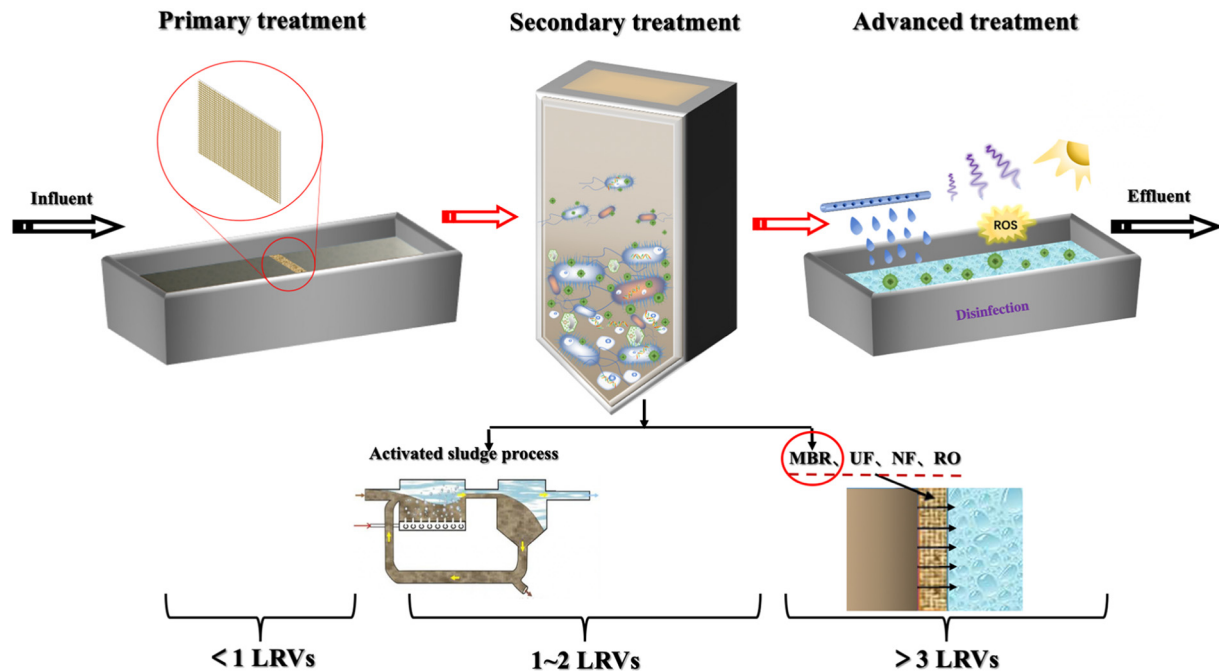 Primary treatment
Secondary treatment
Advanced treatment
Influent
Effluent
ROS
Disinfection
Activated sludge process
MBR、UF、NF、RO
＜1 LRVs
1~2 LRVs
＞3 LRVs